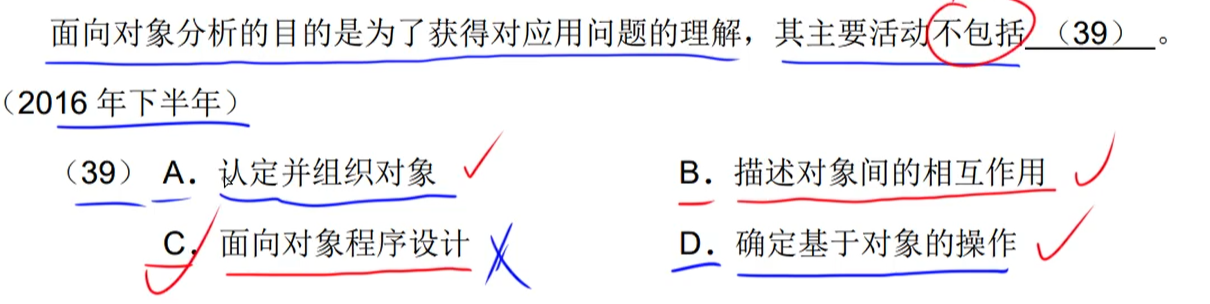 面向对象分析的目的是为了获得对应用问题的理解，其主要活动不包括（39）。
（2016 年下半年）
（39） A．认定并组织对象 B．描述对象间的相互作用
C．面向对象程序设计 D．确定基于对象的操作